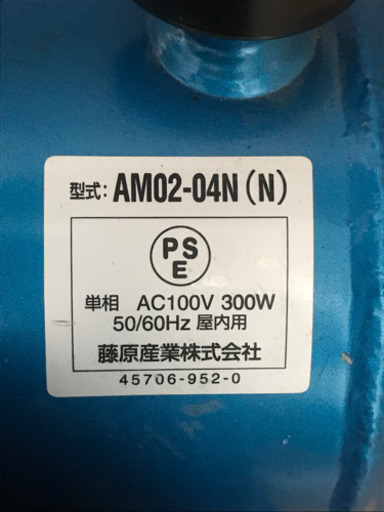 型式: AM02-04N (N)
PS
E
単相 AC100V 300W
50/60Hz 屋内用
藤原産業株式会社
45706-952-0